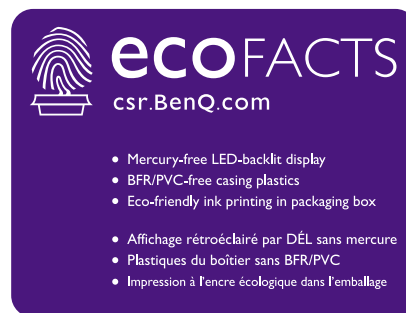 ecoFACTS
csr.BenQ.com
• Mercury-free LED-backlit display
• BFR/PVC-free casing plastics
• Eco-friendly ink printing in packaging box
• Affichage rétroéclairé par DÉL sans mercure
• Plastiques du boîtier sans BFR/PVC
• Impression à l'encre écologique dans l'emballage